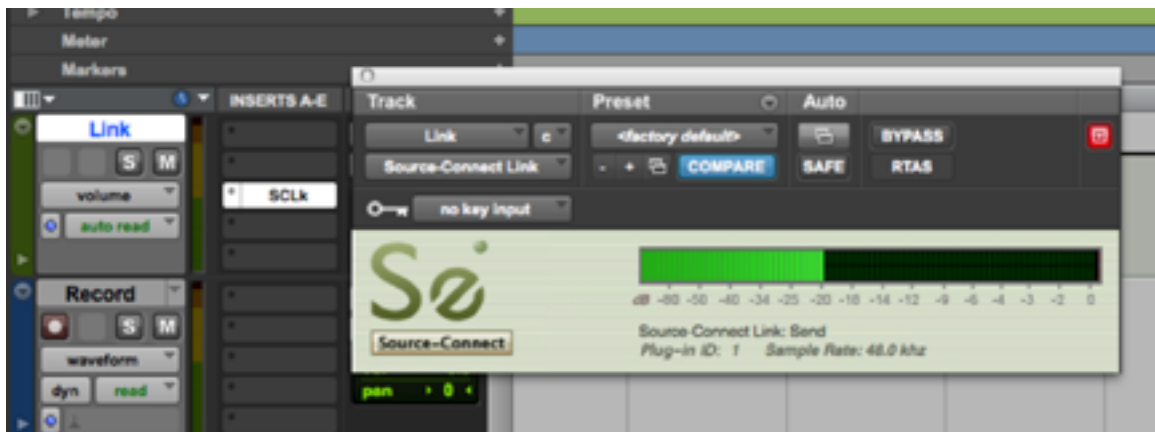 Tempo
Meter
Markers
INSERTS A-E
Link
S M
volume
auto read
SCLk
Record
S M
waveform
dyn read
pan 0
Track Preset Auto
Link c <factory default> BYPASS
Source-Connect Link - + COMPARE SAFE RTAS
no key input
Se
Source-Connect
dB -60 -50 -40 -34 -25 -20 -16 -14 -12 -9 -6 -4 -3 -2 0
Source-Connect Link: Send
Plug-in ID: 1 Sample Rate: 48.0 khz